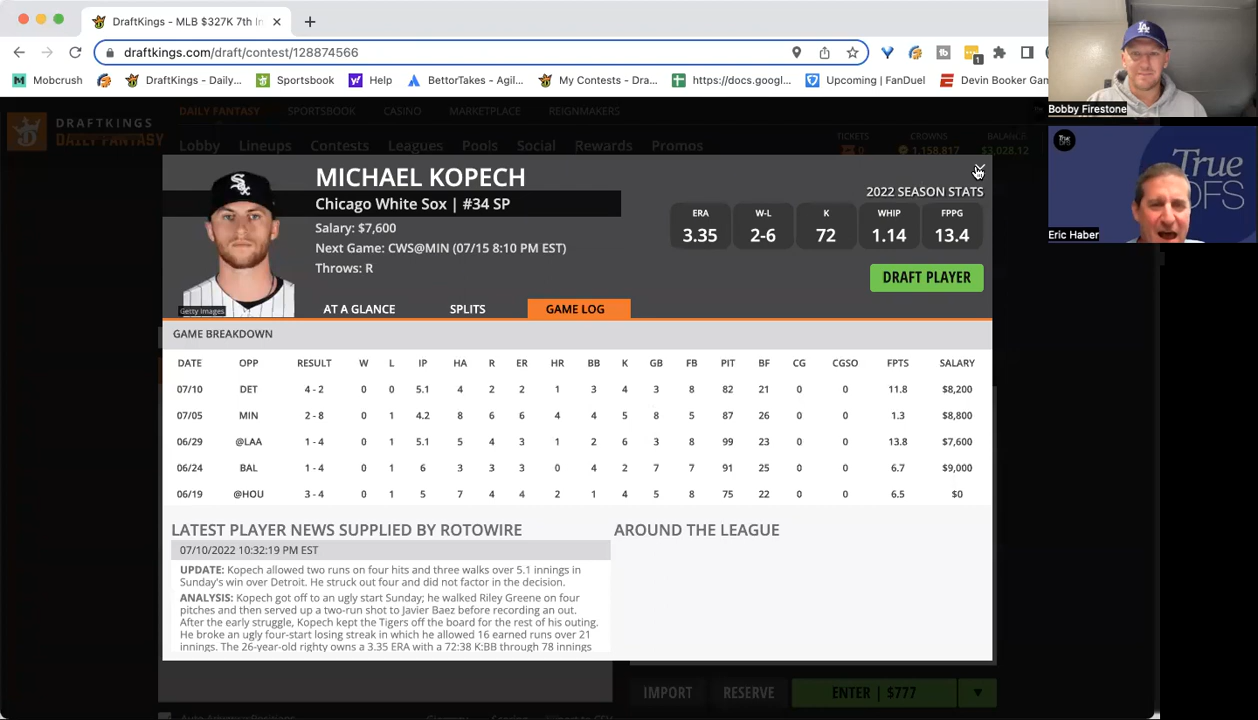 DraftKings - MLB $327K 7th In
draftkings.com/draft/contest/128874566
Mobcrush
DraftKings - Daily...
Sportsbook
Help
BettorTakes - Agil...
My Contests - Dra...
https://docs.googl...
Upcoming | FanDuel
Devin Booker Gam
1
Bobby Firestone
DAILY FANTASY SPORTSBOOK CASINO MARKETPLACE REIGNMAKERS
DRAFTKINGS
DAILY FANTASY
Lobby Lineups Contests Leagues Pools Social Rewards Promos
TICKETS CROWNS BALANCE
0 1,158,817 $3,028.12
True
DFS
Eric Haber
MICHAEL KOPECH
Chicago White Sox | #34 SP
Salary: $7,600
Next Game: CWS@MIN (07/15 8:10 PM EST)
Throws: R
Getty Images
2022 SEASON STATS
ERA W-L K WHIP FPPG
3.35 2-6 72 1.14 13.4
DRAFT PLAYER
AT A GLANCE SPLITS GAME LOG
GAME BREAKDOWN
DATE OPP RESULT W L IP HA R ER HR BB K GB FB PIT BF CG CGSO FPTS SALARY
07/10 DET 4 - 2 0 0 5.1 4 2 2 1 3 4 3 8 82 21 0 0 11.8 $8,200
07/05 MIN 2 - 8 0 1 4.2 8 6 6 4 4 5 8 5 87 26 0 0 1.3 $8,800
06/29 @LAA 1 - 4 0 1 5.1 5 4 3 1 2 6 3 8 99 23 0 0 13.8 $7,600
06/24 BAL 1 - 4 0 1 6 3 3 3 0 4 2 7 7 91 25 0 0 6.7 $9,000
06/19 @HOU 3 - 4 0 1 5 7 4 4 2 1 4 5 8 75 22 0 0 6.5 $0
LATEST PLAYER NEWS SUPPLIED BY ROTOWIRE
07/10/2022 10:32:19 PM EST
UPDATE: Kopech allowed two runs on four hits and three walks over 5.1 innings in
Sunday's win over Detroit. He struck out four and did not factor in the decision.
ANALYSIS: Kopech got off to an ugly start Sunday; he walked Riley Greene on four
pitches and then served up a two-run shot to Javier Baez before recording an out.
After the early struggle, Kopech kept the Tigers off the board for the rest of his outing.
He broke an ugly four-start losing streak in which he allowed 16 earned runs over 21
innings. The 26-year-old righty owns a 3.35 ERA with a 72:38 K:BB through 78 innings
AROUND THE LEAGUE
IMPORT RESERVE ENTER | $777